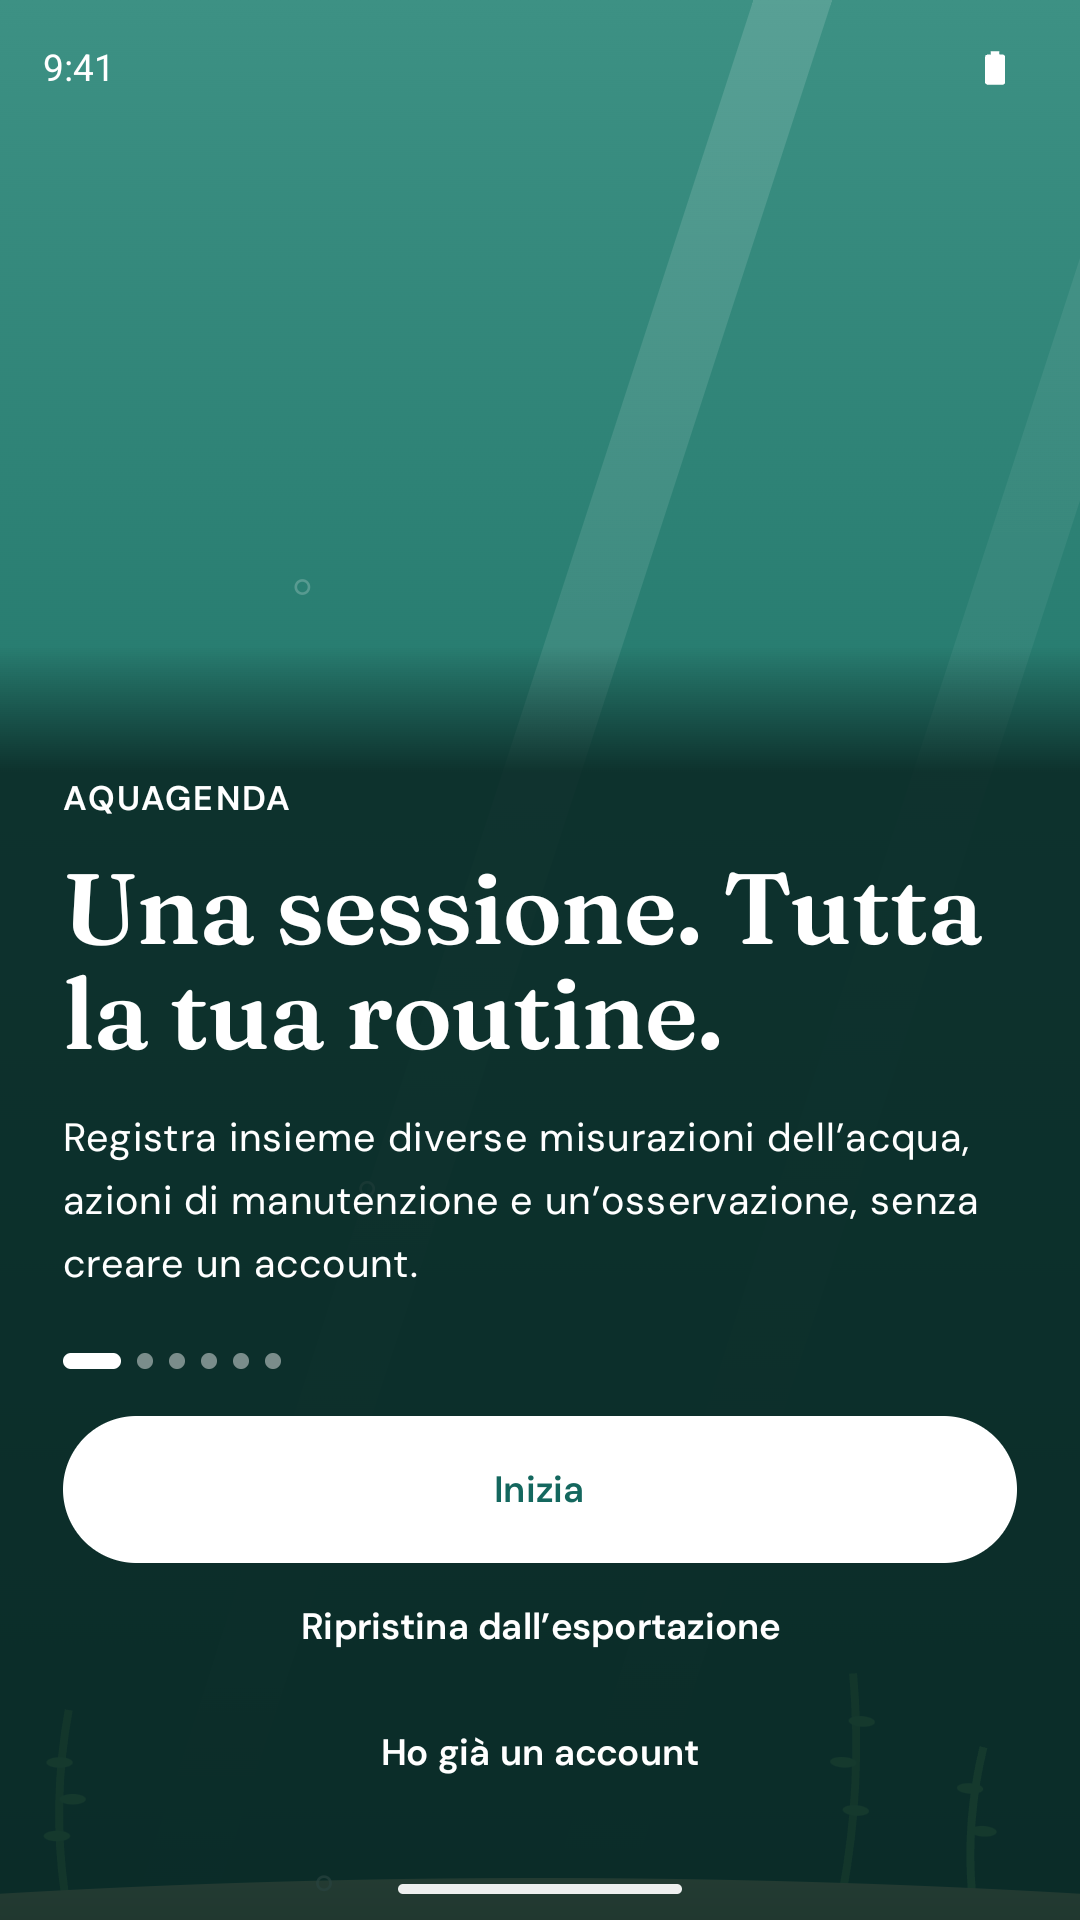 9:41
AQUAGENDA
Una sessione. Tutta
la tua routine.
Registra insieme diverse misurazioni dell’acqua,
azioni di manutenzione e un’osservazione, senza
creare un account.
Inizia
Ripristina dall’esportazione
Ho già un account